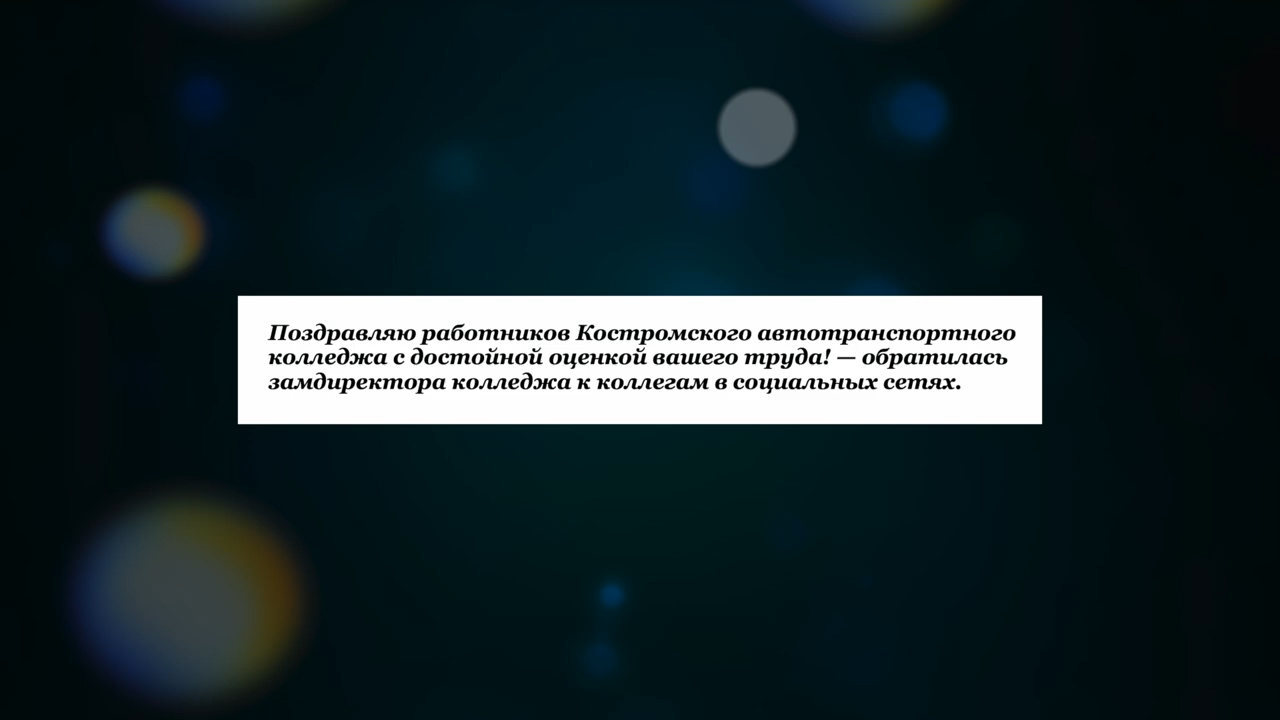 Поздравляю работников Костромского автотранспортного
колледжа с достойной оценкой вашего труда! — обратилась
замдиректора колледжа к коллегам в социальных сетях.